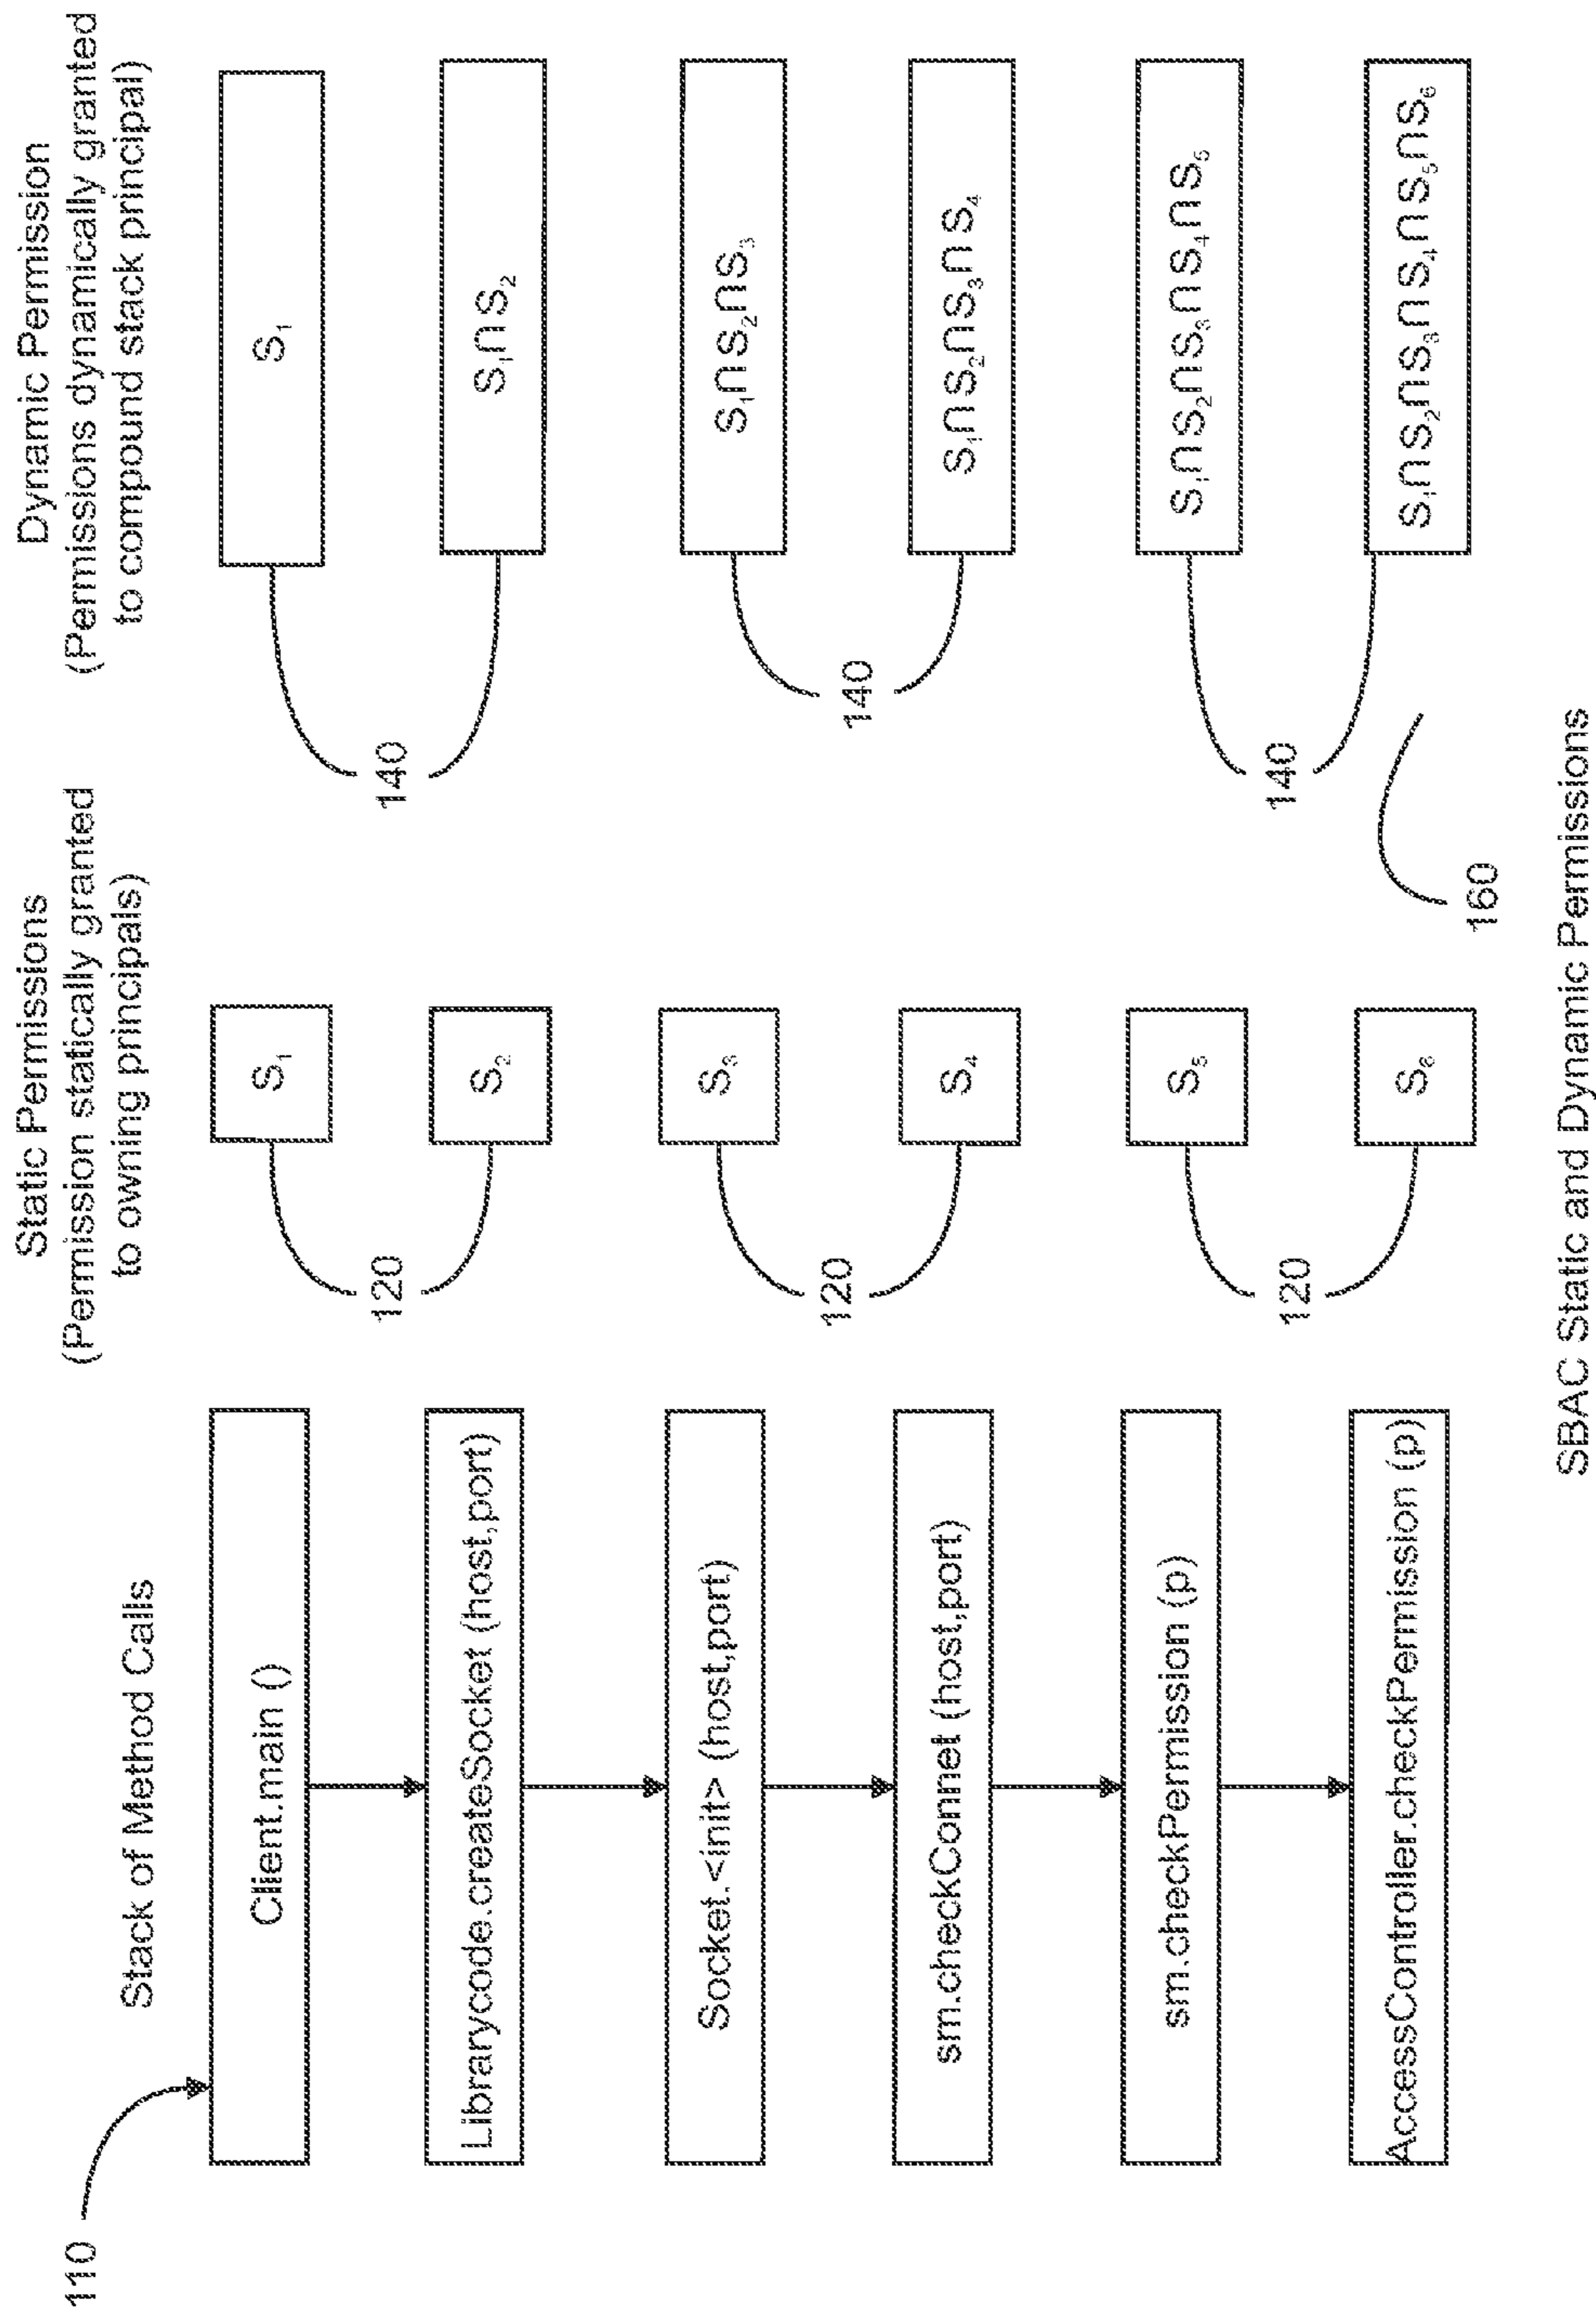 110
Stack of Method Calls
Client.main ()
Librarycode.createSocket (host,port)
Socket.<init> (host,port)
sm.checkConnet (host,port)
sm.checkPermission (p)
AccessController.checkPermission (p)
Static Permissions
(Permission statically granted
to owning principals)
S₁
S₂
S₃
S₄
S₅
S₆
120
120
120
Dynamic Permission
(Permissions dynamically granted
to compound stack principal)
S₁
S₁∩S₂
S₁∩S₂∩S₃
S₁∩S₂∩S₃∩S₄
S₁∩S₂∩S₃∩S₄∩S₅
S₁∩S₂∩S₃∩S₄∩S₅∩S₆
140
140
140
160
SBAC Static and Dynamic Permissions